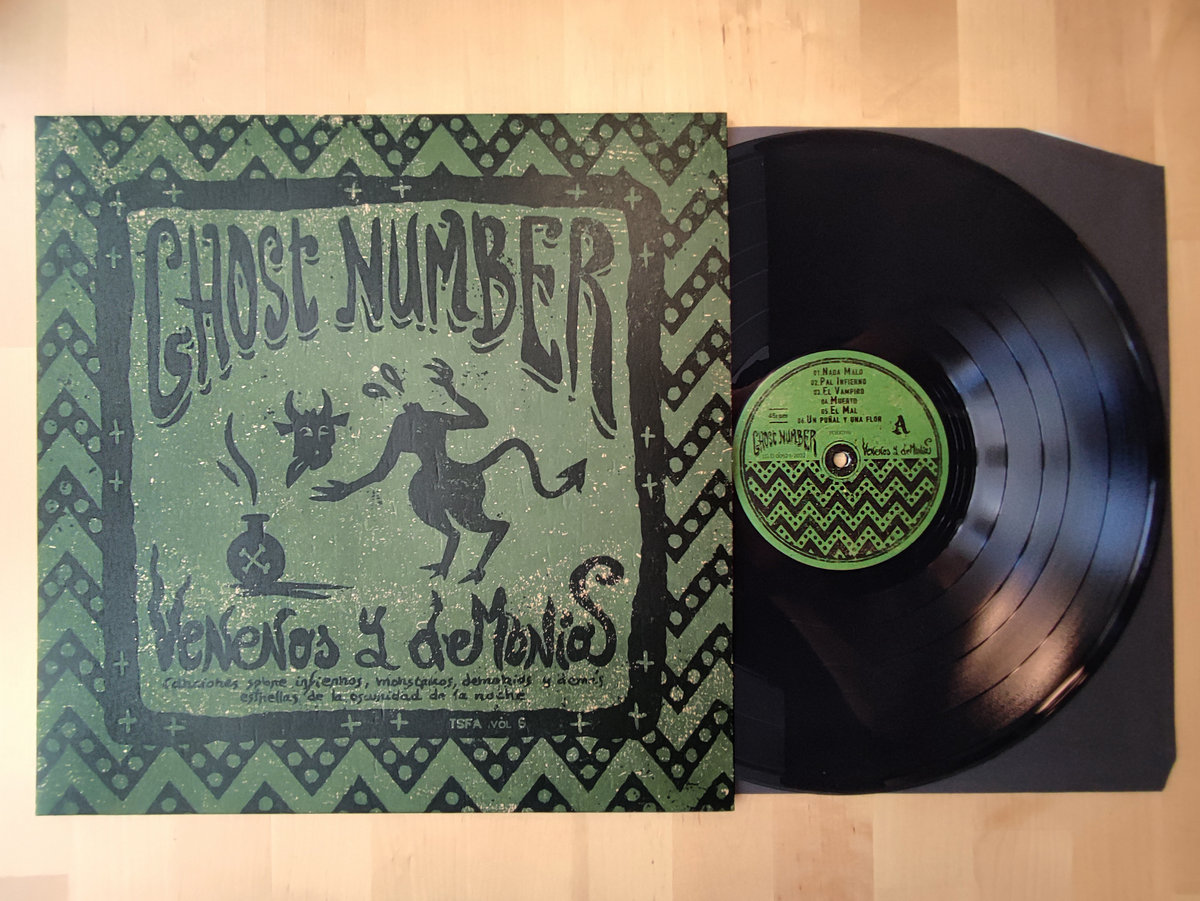 GHOST NUMBER
VENENOS Y deMONioS
Canciones sobre infiernos, monstruos, demonios y demás
estrellas de la oscuridad de la noche
TSFA VOL 6
01. NADA MALO
02. PAL INFIERNO
03. EL VAMPIRO
04. MUERTO
05. EL MAL
06. UN PUÑAL Y UNA FLOR
45rpm
A
GHOST NUMBER
VENENOS Y deMONioS